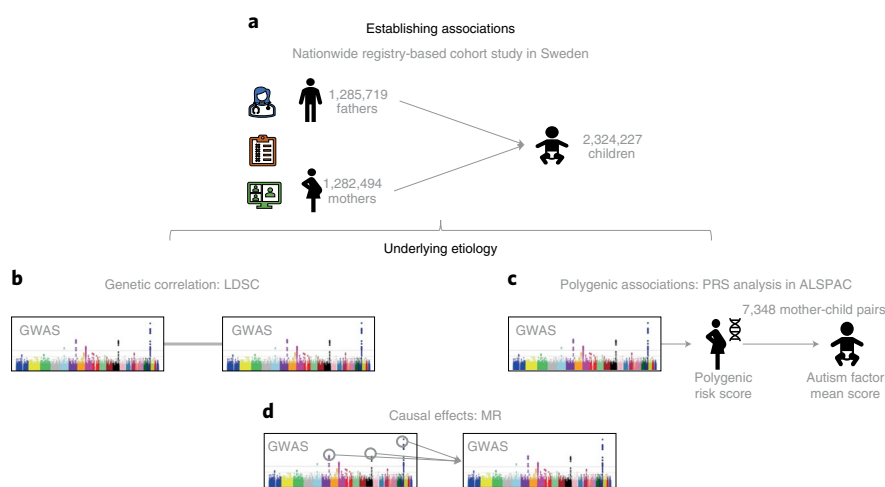 a
Establishing associations
Nationwide registry-based cohort study in Sweden
1,285,719
fathers
2,324,227
children
1,282,494
mothers
Underlying etiology
b
Genetic correlation: LDSC
GWAS
c
Polygenic associations: PRS analysis in ALSPAC
GWAS
7,348 mother-child pairs
Polygenic
risk score
Autism factor
mean score
d
Causal effects: MR
GWAS